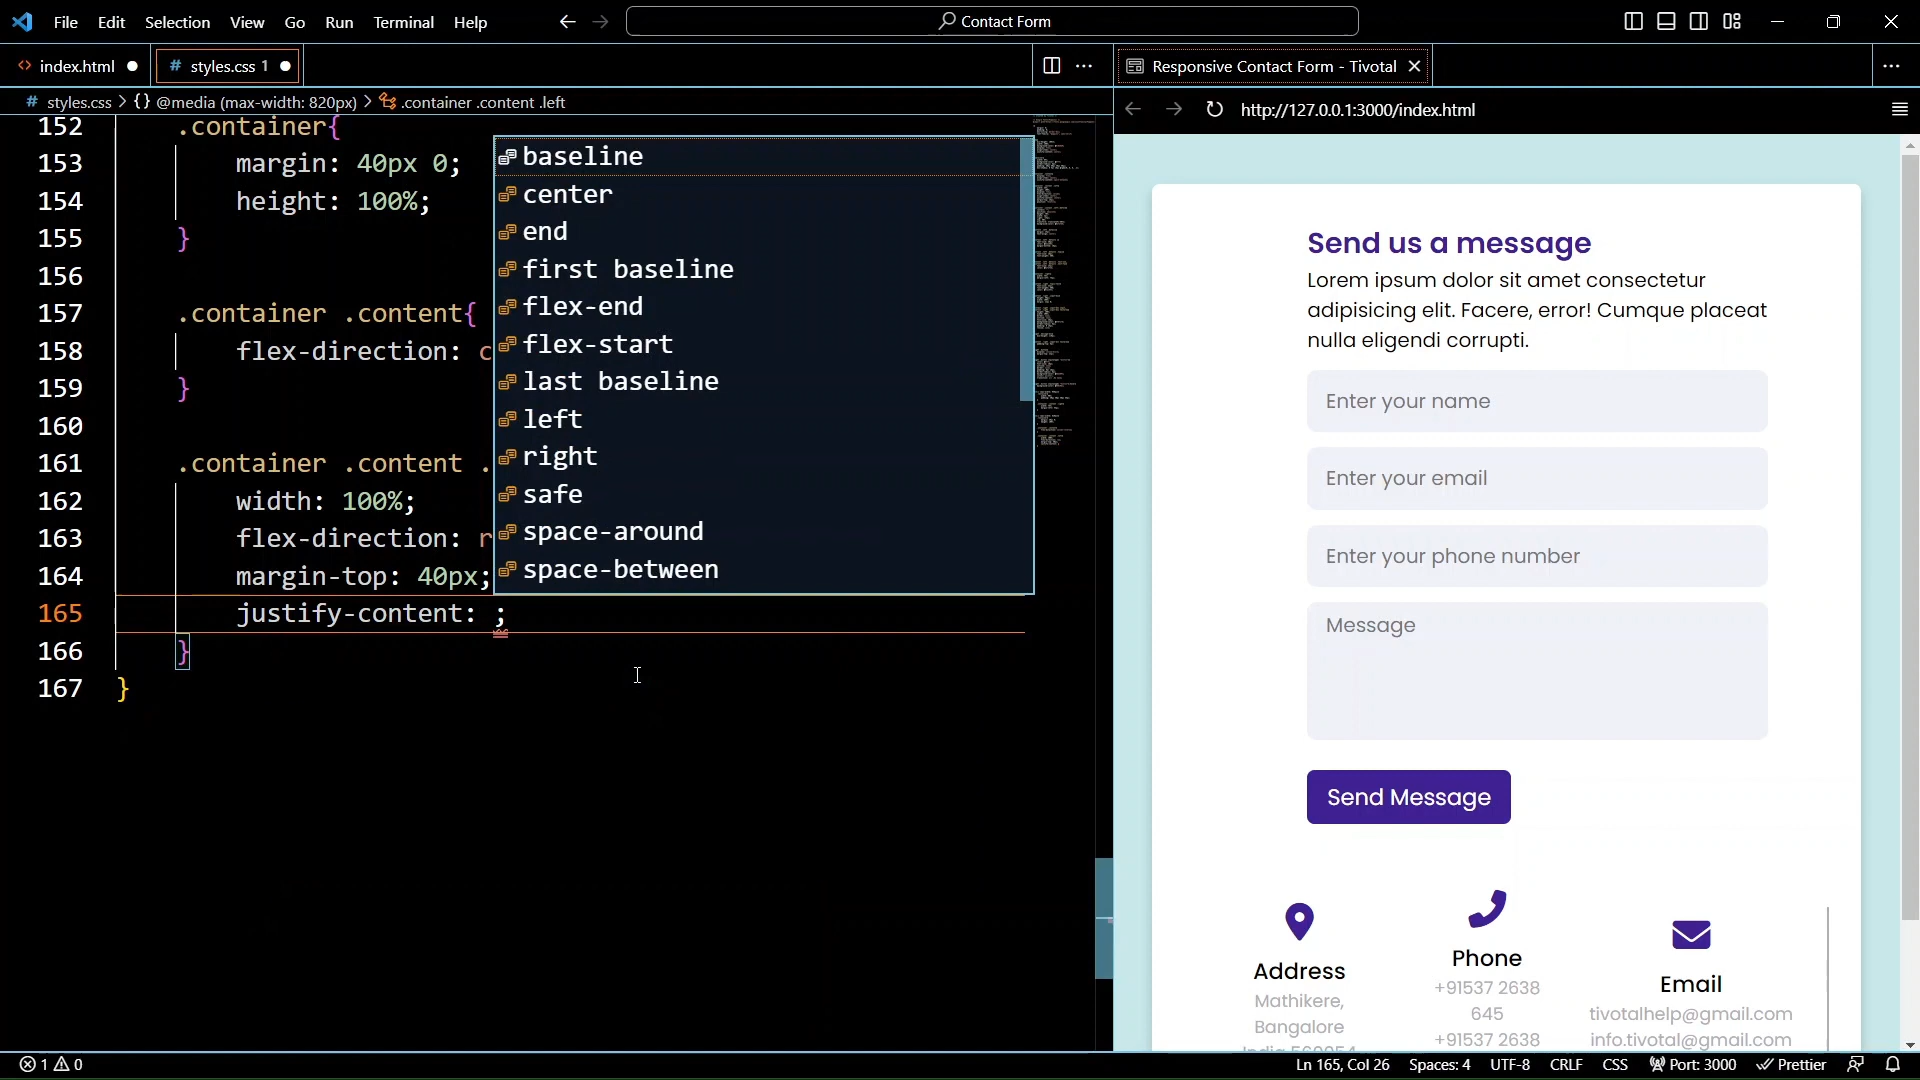 File Edit Selection View Go Run Terminal Help
Contact Form
index.html
# styles.css 1
Responsive Contact Form - Tivotal
# styles.css > {} @media (max-width: 820px) > .container .content .left
http://127.0.0.1:3000/index.html
152 .container{
153 margin: 40px 0;
154 height: 100%;
155 }
156
157 .container .content{
158 flex-direction: c
159 }
160
161 .container .content .
162 width: 100%;
163 flex-direction: r
164 margin-top: 40px;
165 justify-content: ;
166 }
167 }
baseline
center
end
first baseline
flex-end
flex-start
last baseline
left
right
safe
space-around
space-between
Send us a message
Lorem ipsum dolor sit amet consectetur
adipisicing elit. Facere, error! Cumque placeat
nulla eligendi corrupti.
Enter your name
Enter your email
Enter your phone number
Message
Send Message
Address
Mathikere,
Bangalore
Phone
+91537 2638
645
+91537 2638
Email
tivotalhelp@gmail.com
info.tivotal@gmail.com
1 0
Ln 165, Col 26 Spaces: 4 UTF-8 CRLF CSS Port: 3000 Prettier